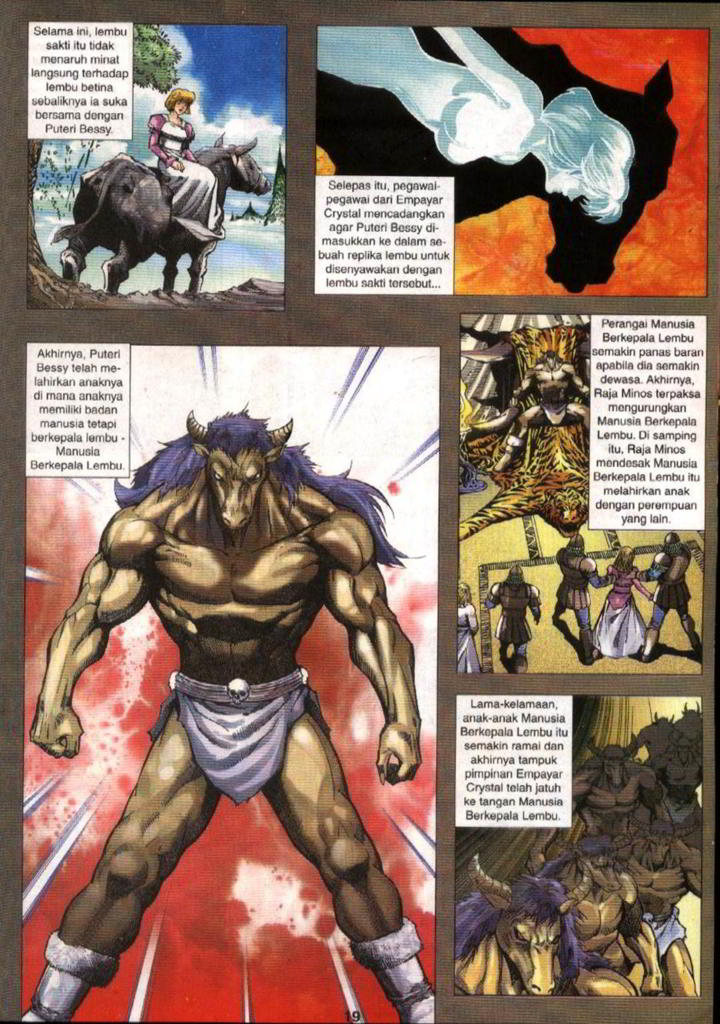 Selama ini, lembu
sakti itu tidak
menaruh minat
langsung terhadap
lembu betina
sebaliknya ia suka
bersama dengan
Puteri Bessy.
Selepas itu, pegawai-
pegawai dari Empayar
Crystal mencadangkan
agar Puteri Bessy di-
masukkan ke dalam se-
buah replika lembu untuk
disenyawakan dengan
lembu sakti tersebut...
Akhirnya, Puteri
Bessy telah me-
lahirkan anaknya
di mana anaknya
memiliki badan
manusia tetapi
berkepala lembu -
Manusia
Berkepala Lembu.
Perangai Manusia
Berkepala Lembu
semakin panas baran
apabila dia semakin
dewasa. Akhirnya,
Raja Minos terpaksa
mengurungkan
Manusia Berkepala
Lembu. Di samping
itu, Raja Minos
mendesak Manusia
Berkepala Lembu itu
melahirkan anak
dengan perempuan
yang lain.
Lama-kelamaan,
anak-anak Manusia
Berkepala Lembu itu
semakin ramai dan
akhirnya tampuk
pimpinan Empayar
Crystal telah jatuh
ke tangan Manusia
Berkepala Lembu.
19